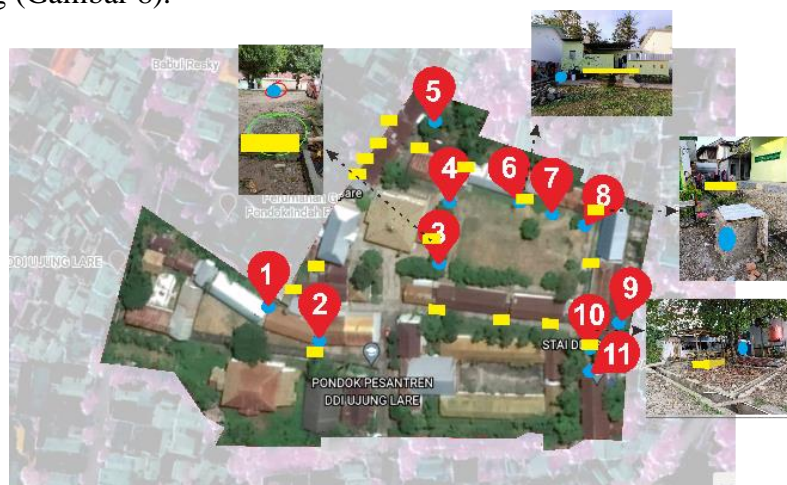 g (Gambar 6).
5
Babul Resky
4
6
7
8
are
Perumahan G
PondokIndah F
3
DDI UJUNG LARE
1
2
9
10
STAI D
11
PONDOK PESANTREN
DDI UJUNG LARE